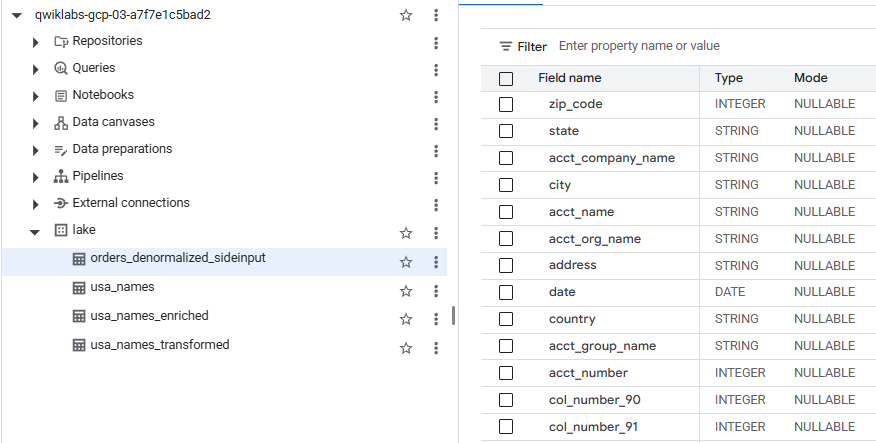 qwiklabs-gcp-03-a7f7e1c5bad2
Repositories
Queries
Notebooks
Data canvases
Data preparations
Pipelines
External connections
lake
orders_denormalized_sideinput
usa_names
usa_names_enriched
usa_names_transformed
Filter Enter property name or value
Field name Type Mode
zip_code INTEGER NULLABLE
state STRING NULLABLE
acct_company_name STRING NULLABLE
city STRING NULLABLE
acct_name STRING NULLABLE
acct_org_name STRING NULLABLE
address STRING NULLABLE
date DATE NULLABLE
country STRING NULLABLE
acct_group_name STRING NULLABLE
acct_number INTEGER NULLABLE
col_number_90 INTEGER NULLABLE
col_number_91 INTEGER NULLABLE